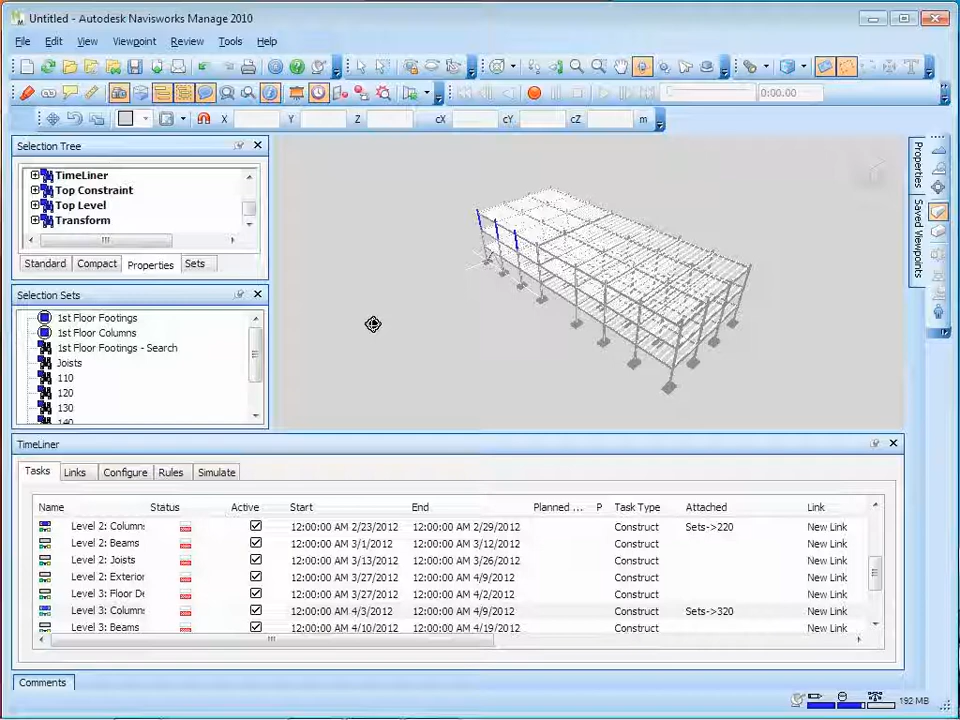 Untitled - Autodesk Navisworks Manage 2010
File Edit View Viewpoint Review Tools Help
0:00.00
X Y Z cX cY cZ m
Selection Tree
TimeLiner
Top Constraint
Top Level
Transform
Standard Compact Properties Sets
Selection Sets
1st Floor Footings
1st Floor Columns
1st Floor Footings - Search
Joists
110
120
130
140
Properties
Saved Viewpoints
TimeLiner
Tasks Links Configure Rules Simulate
Name Status Active Start End Planned ... P Task Type Attached Link
Level 2: Column 12:00:00 AM 2/23/2012 12:00:00 AM 2/29/2012 Construct Sets->220 New Link
Level 2: Beams 12:00:00 AM 3/1/2012 12:00:00 AM 3/12/2012 Construct New Link
Level 2: Joists 12:00:00 AM 3/13/2012 12:00:00 AM 3/26/2012 Construct New Link
Level 2: Exterior 12:00:00 AM 3/27/2012 12:00:00 AM 4/9/2012 Construct New Link
Level 3: Floor De 12:00:00 AM 3/27/2012 12:00:00 AM 4/2/2012 Construct New Link
Level 3: Column 12:00:00 AM 4/3/2012 12:00:00 AM 4/9/2012 Construct Sets->320 New Link
Level 3: Beams 12:00:00 AM 4/10/2012 12:00:00 AM 4/19/2012 Construct New Link
Comments
192 MB